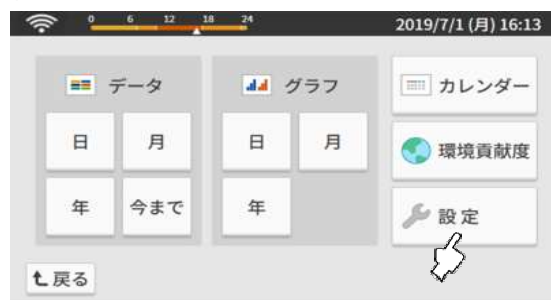 0 6 12 18 24 2019/7/1 (月) 16:13
データ
日 月
年 今まで
グラフ
日 月
年
カレンダー
環境貢献度
設定
戻る